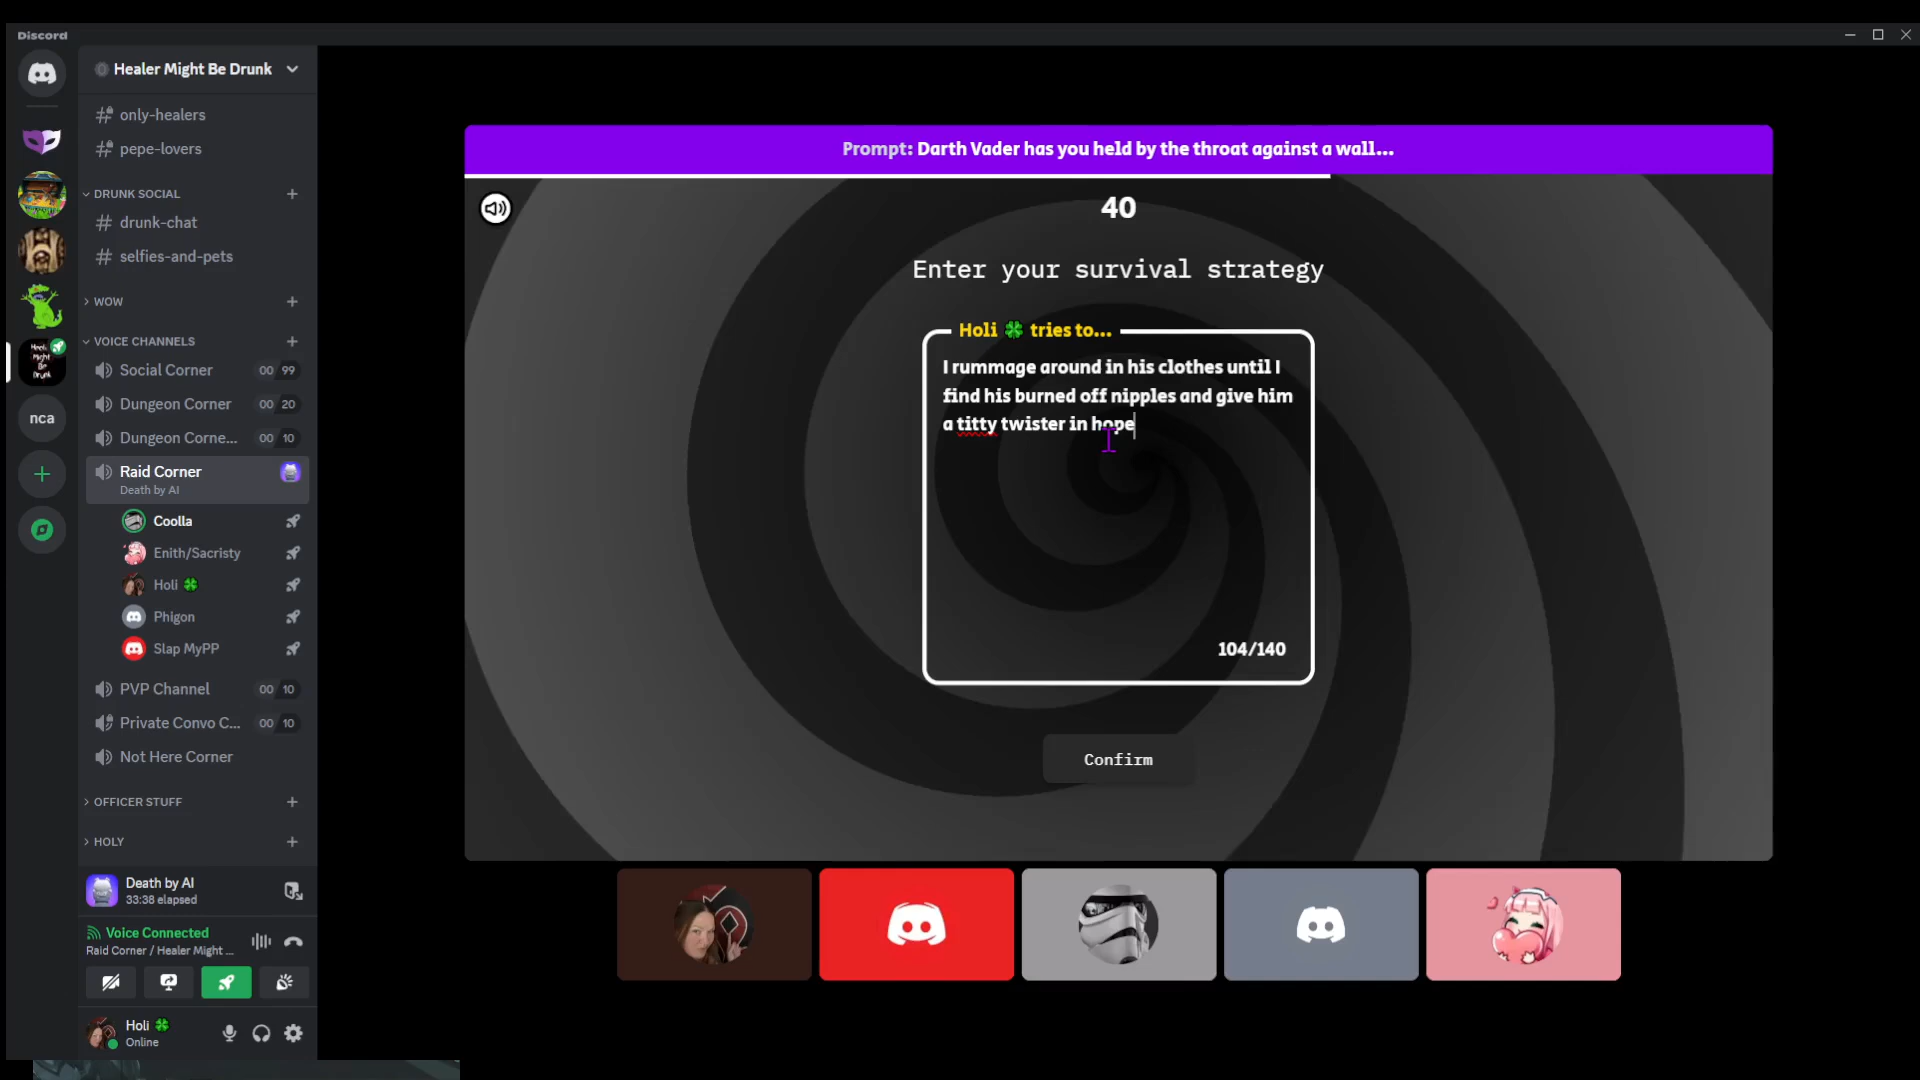 Discord
Healer Might Be Drunk
only-healers
pepe-lovers
DRUNK SOCIAL
drunk-chat
selfies-and-pets
WOW
VOICE CHANNELS
Social Corner 00 99
Dungeon Corner 00 20
Dungeon Corne... 00 10
Raid Corner
Death by AI
Coolla
Enith/Sacristy
Holi 🍀
Phigon
Slap MyPP
PVP Channel 00 10
Private Convo C... 00 10
Not Here Corner
OFFICER STUFF
HOLY
nca
Death by AI
33:38 elapsed
Voice Connected
Raid Corner / Healer Might ...
Holi 🍀
Online
Prompt: Darth Vader has you held by the throat against a wall...
40
Enter your survival strategy
Holi 🍀 tries to...
I rummage around in his clothes until I
find his burned off nipples and give him
a titty twister in hope
104/140
Confirm